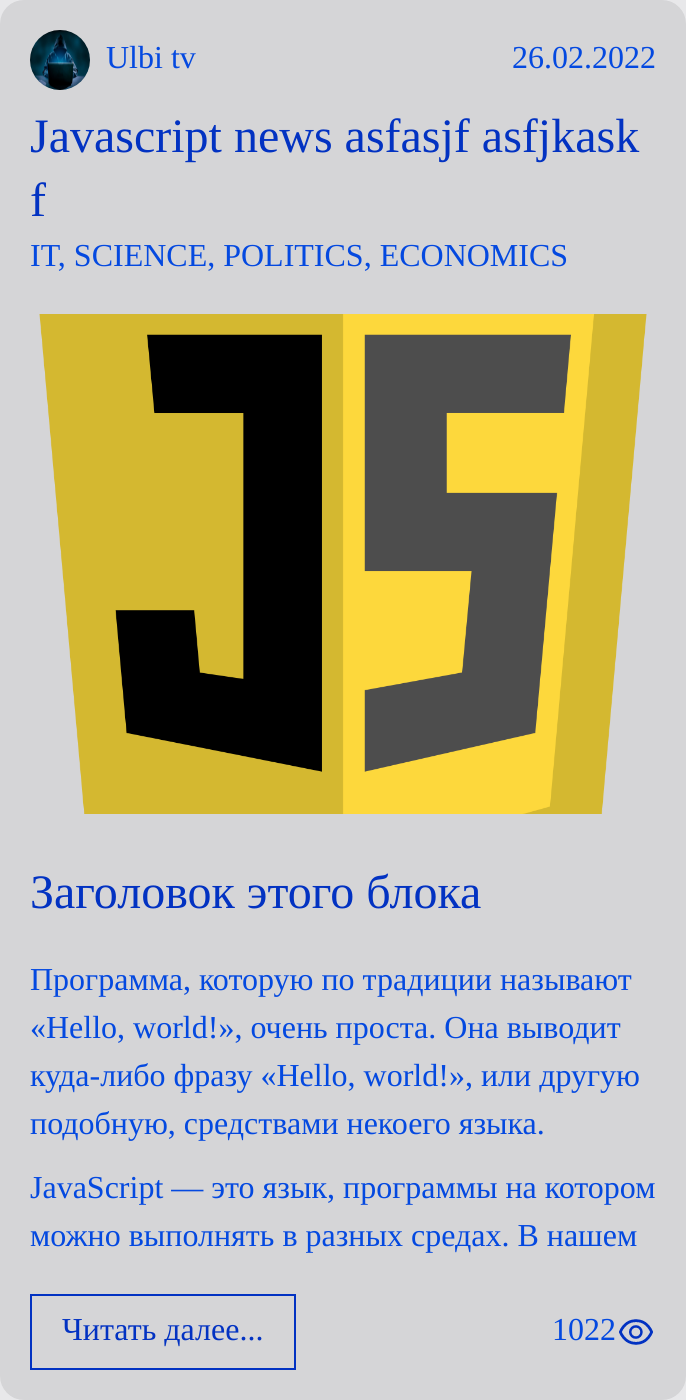 Ulbi tv 26.02.2022
Javascript news asfasjf asfjkask
f
IT, SCIENCE, POLITICS, ECONOMICS
JS
Заголовок этого блока
Программа, которую по традиции называют
«Hello, world!», очень проста. Она выводит
куда-либо фразу «Hello, world!», или другую
подобную, средствами некоего языка.
JavaScript — это язык, программы на котором
можно выполнять в разных средах. В нашем
Читать далее... 1022